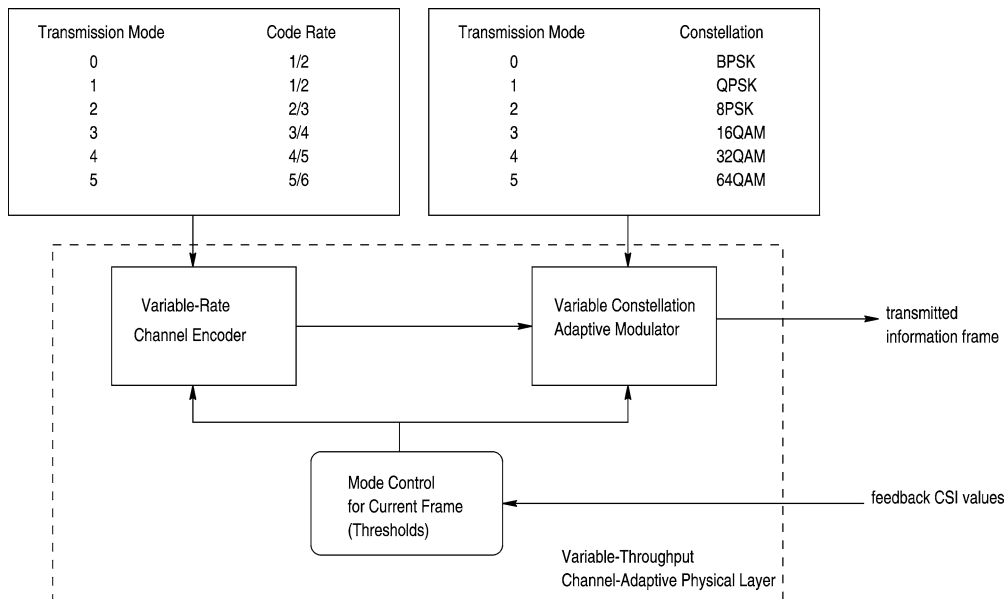 Transmission Mode Code Rate
0 1/2
1 1/2
2 2/3
3 3/4
4 4/5
5 5/6
Transmission Mode Constellation
0 BPSK
1 QPSK
2 8PSK
3 16QAM
4 32QAM
5 64QAM
Variable-Rate
Channel Encoder
Variable Constellation
Adaptive Modulator
transmitted
information frame
Mode Control
for Current Frame
(Thresholds)
feedback CSI values
Variable-Throughput
Channel-Adaptive Physical Layer